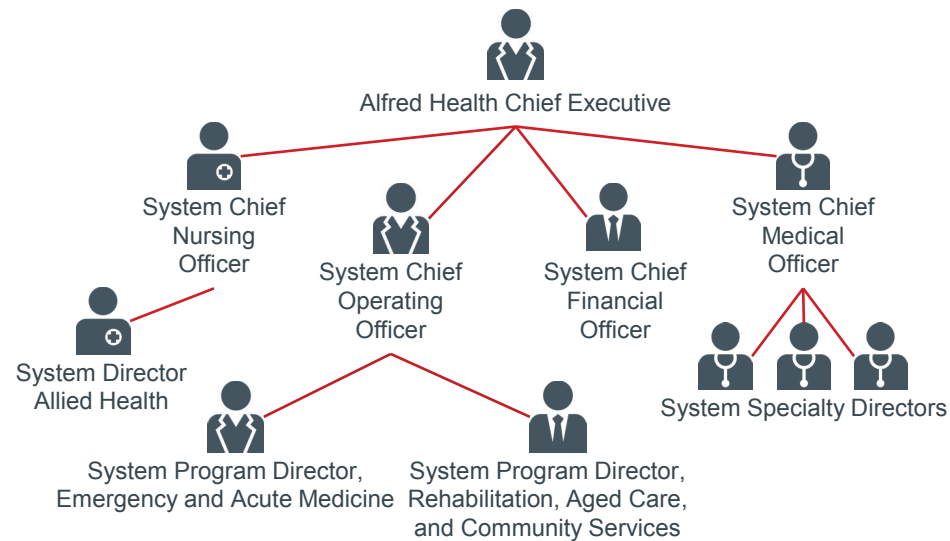 Alfred Health Chief Executive
System Chief
Nursing
Officer
System Chief
Operating
Officer
System Chief
Financial
Officer
System Chief
Medical
Officer
System Director
Allied Health
System Specialty Directors
System Program Director,
Emergency and Acute Medicine
System Program Director,
Rehabilitation, Aged Care,
and Community Services